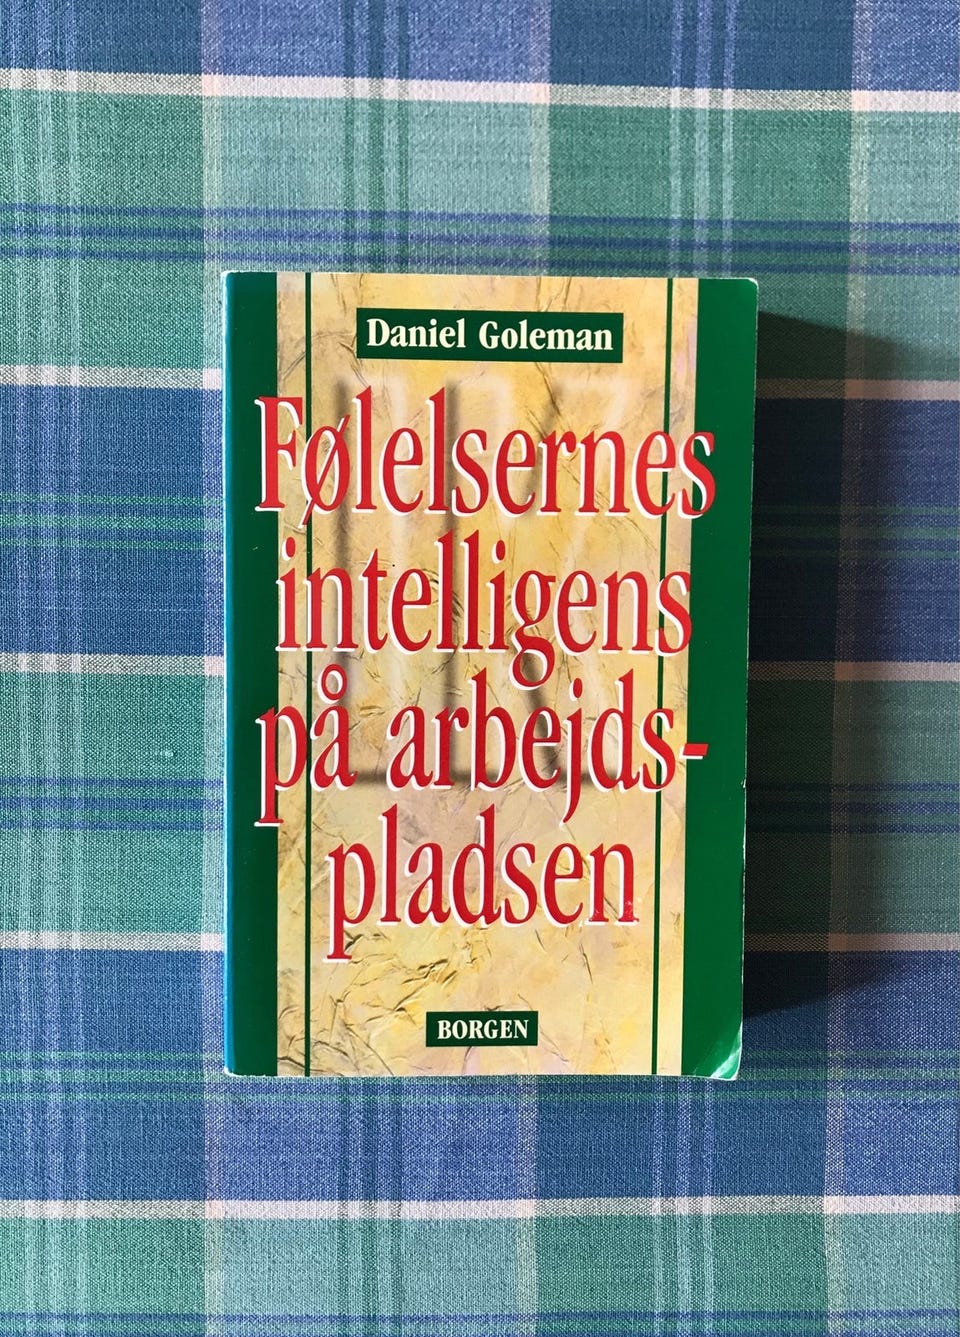 Daniel Goleman
Følelsernes
intelligens
på arbejds-
pladsen
BORGEN